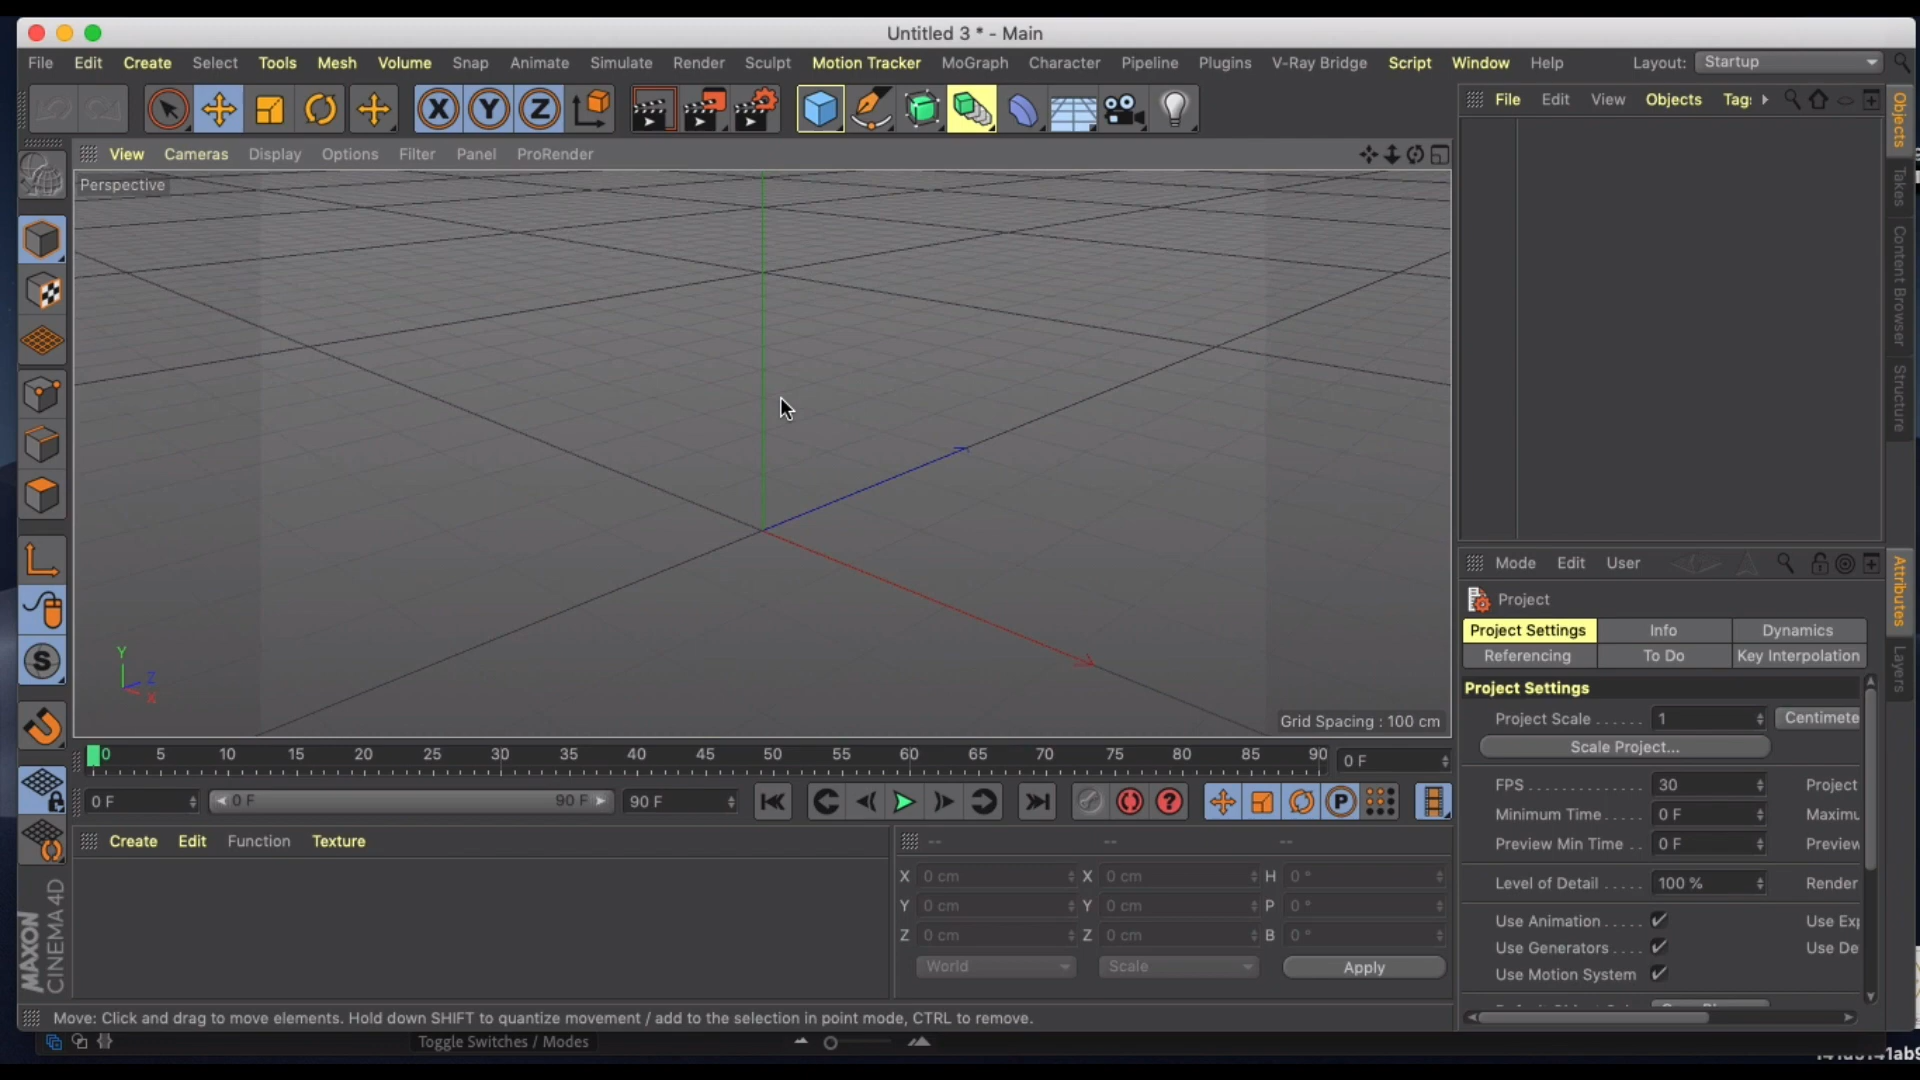 Untitled 3 * - Main
File Edit Create Select Tools Mesh Volume Snap Animate Simulate Render Sculpt Motion Tracker MoGraph Character Pipeline Plugins V-Ray Bridge Script Window Help Layout: Startup
X Y Z
File Edit View Objects Tags
Objects
Takes
Content Browser
Structure
View Cameras Display Options Filter Panel ProRender
Perspective
Y
Z
X
Grid Spacing : 100 cm
S
0 5 10 15 20 25 30 35 40 45 50 55 60 65 70 75 80 85 90 0 F
0 F 0 F 90 F 90 F P
Create Edit Function Texture
-- -- --
X 0 cm X 0 cm H 0 °
Y 0 cm Y 0 cm P 0 °
Z 0 cm Z 0 cm B 0 °
World Scale Apply
MAXON
CINEMA4D
Mode Edit User
Attributes
Layers
Project
Project Settings Info Dynamics
Referencing To Do Key Interpolation
Project Settings
Project Scale ...... 1 Centimete
Scale Project...
FPS ............. 30 Project
Minimum Time ..... 0 F Maximu
Preview Min Time .. 0 F Preview
Level of Detail ..... 100 % Render
Use Animation .... Use Exp
Use Generators .... Use De
Use Motion System
Move: Click and drag to move elements. Hold down SHIFT to quantize movement / add to the selection in point mode, CTRL to remove.
Toggle Switches / Modes